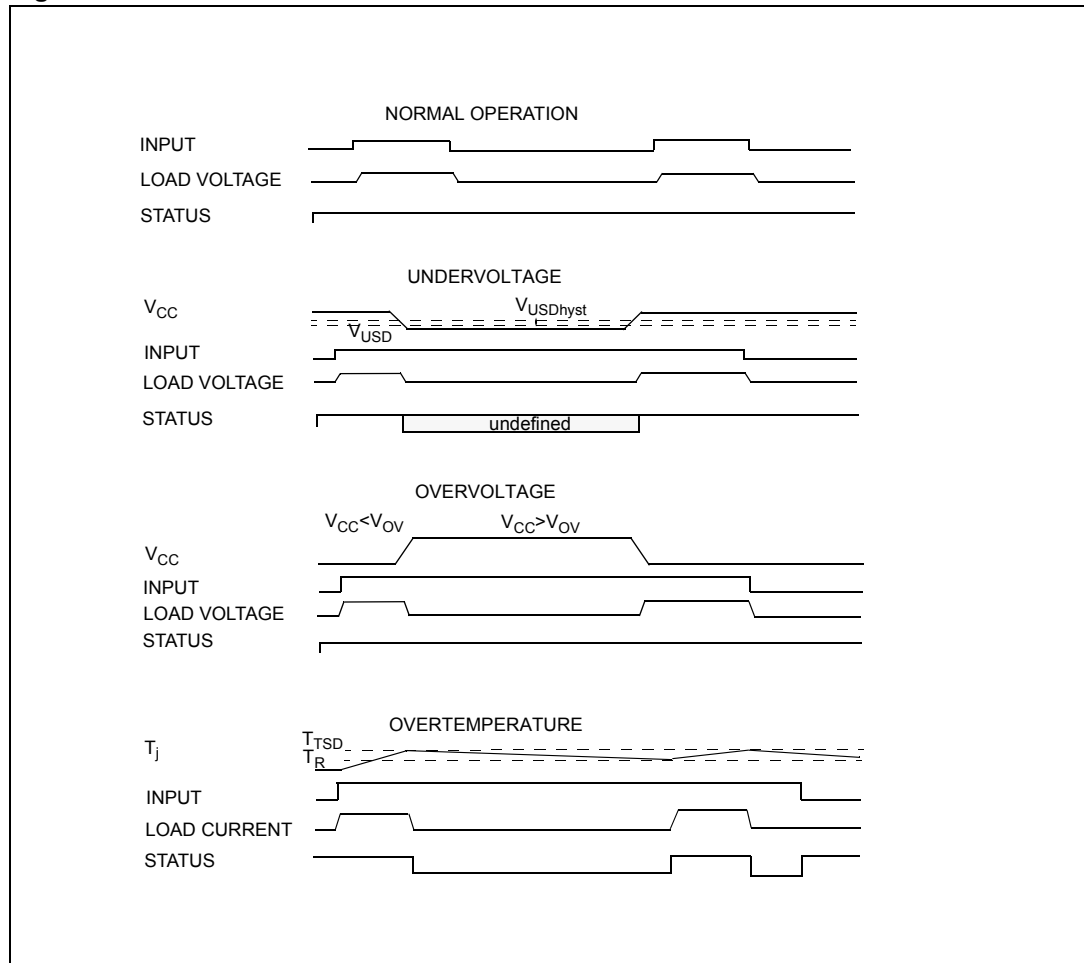 NORMAL OPERATION
INPUT
LOAD VOLTAGE
STATUS
UNDERVOLTAGE
VCC
VUSDhyst
VUSD
INPUT
LOAD VOLTAGE
STATUS
undefined
OVERVOLTAGE
VCC<VOV
VCC>VOV
VCC
INPUT
LOAD VOLTAGE
STATUS
OVERTEMPERATURE
Tj
TTSD
TR
INPUT
LOAD CURRENT
STATUS